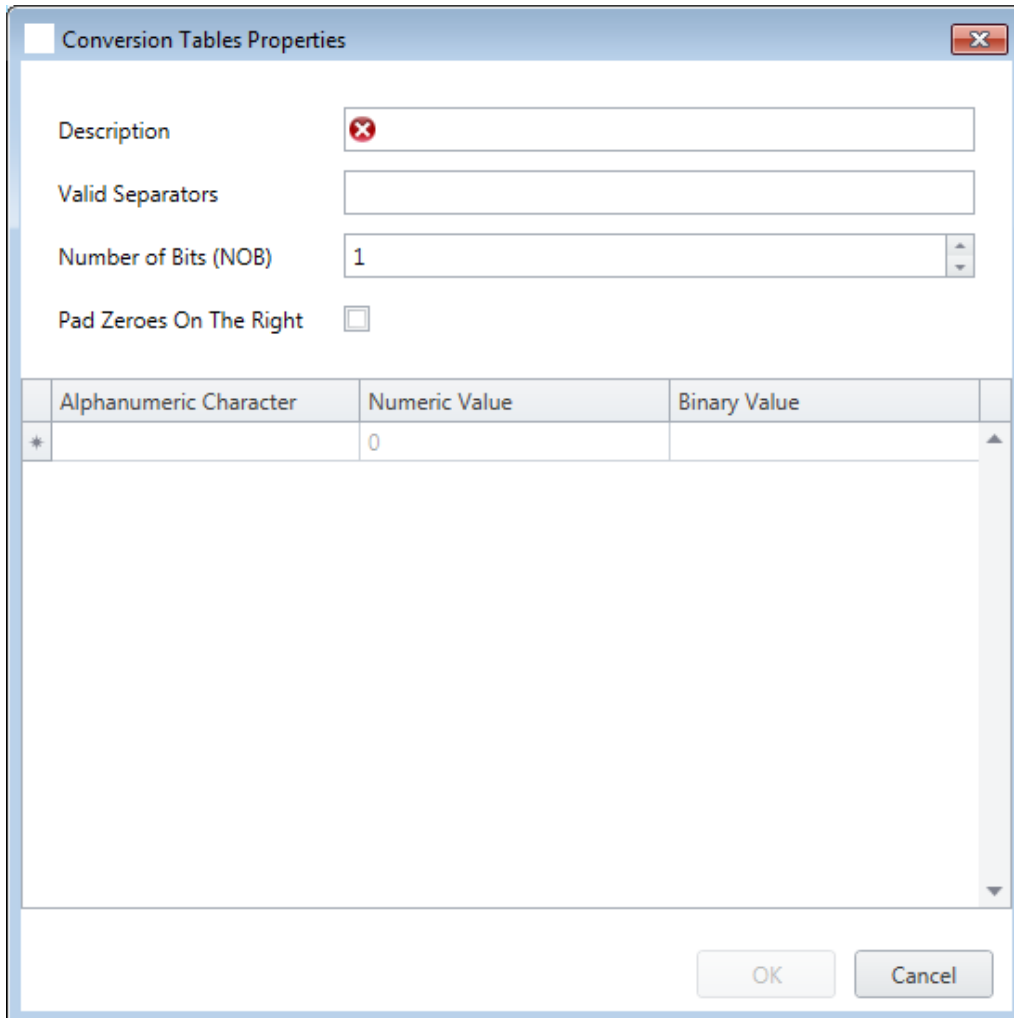 Conversion Tables Properties
Description
Valid Separators
Number of Bits (NOB) 1
Pad Zeroes On The Right
Alphanumeric Character Numeric Value Binary Value
* 0
OK Cancel